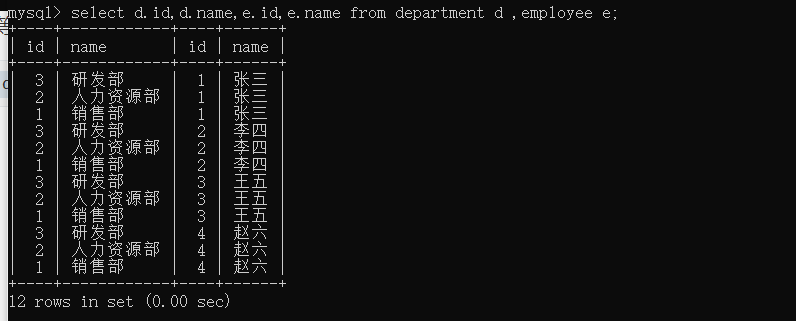 mysql> select d.id,d.name,e.id,e.name from department d ,employee e;
+----+------------+----+------+
| id | name       | id | name |
+----+------------+----+------+
|  3 | 研发部     |  1 | 张三 |
|  2 | 人力资源部 |  1 | 张三 |
|  1 | 销售部     |  1 | 张三 |
|  3 | 研发部     |  2 | 李四 |
|  2 | 人力资源部 |  2 | 李四 |
|  1 | 销售部     |  2 | 李四 |
|  3 | 研发部     |  3 | 王五 |
|  2 | 人力资源部 |  3 | 王五 |
|  1 | 销售部     |  3 | 王五 |
|  3 | 研发部     |  4 | 赵六 |
|  2 | 人力资源部 |  4 | 赵六 |
|  1 | 销售部     |  4 | 赵六 |
+----+------------+----+------+
12 rows in set (0.00 sec)